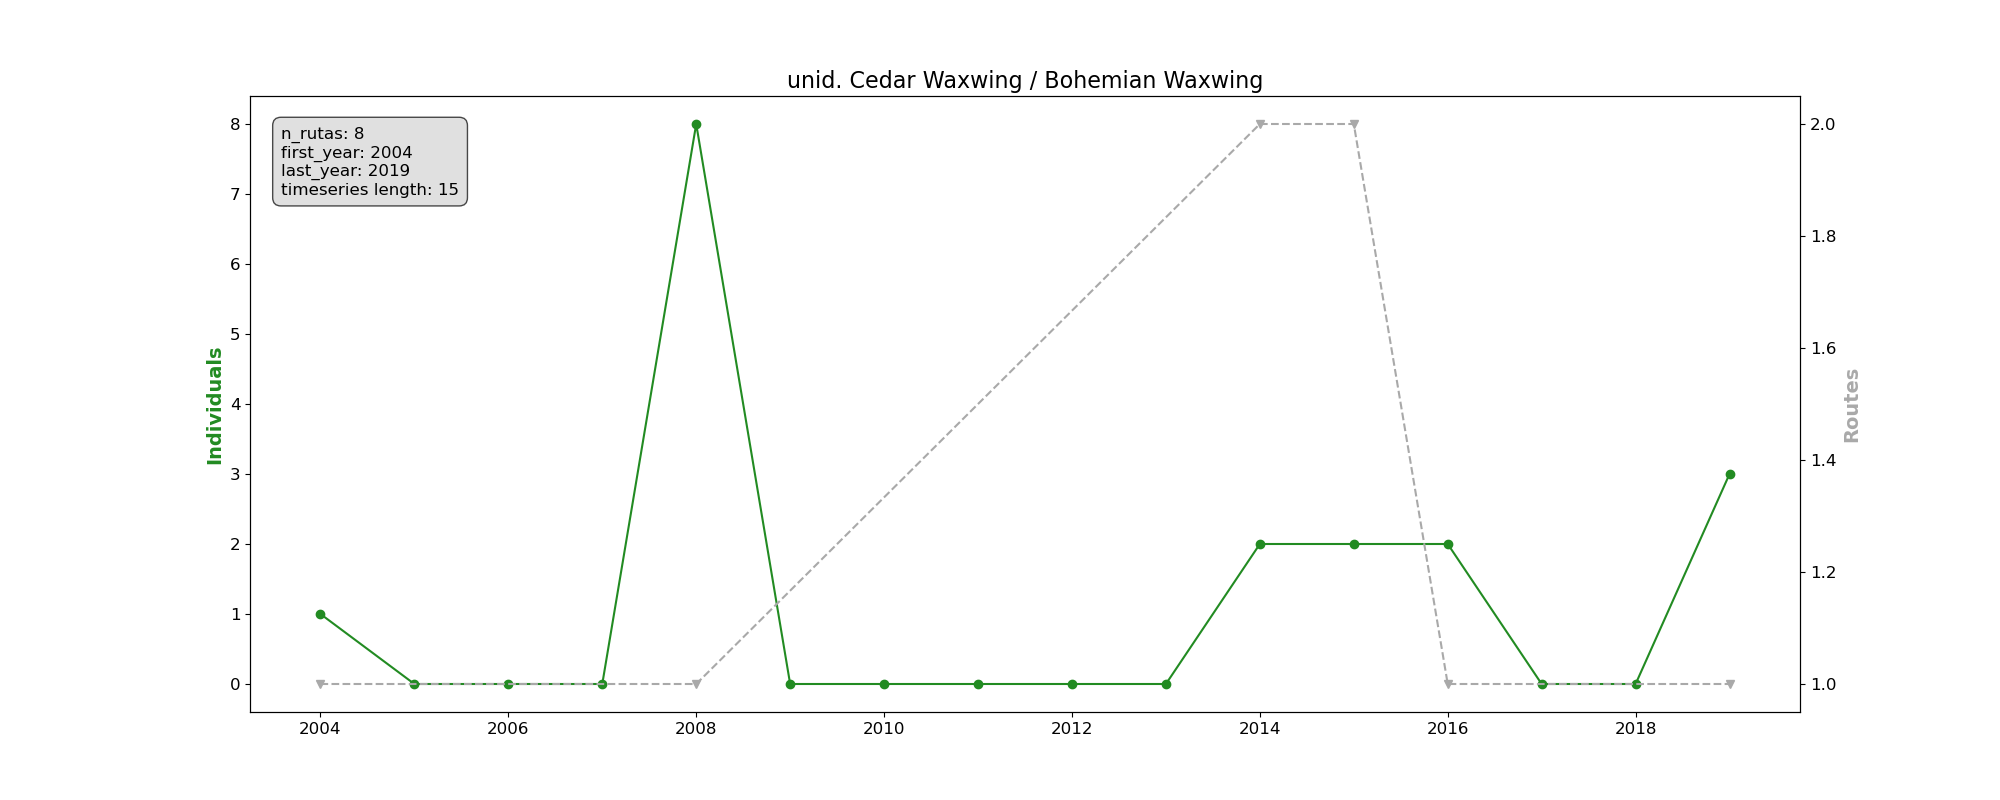 unid. Cedar Waxwing / Bohemian Waxwing
n_rutas: 8
first_year: 2004
last_year: 2019
timeseries length: 15
8
7
6
5
4
3
2
1
0
Individuals
2.0
1.8
1.6
1.4
1.2
1.0
Routes
2004 2006 2008 2010 2012 2014 2016 2018